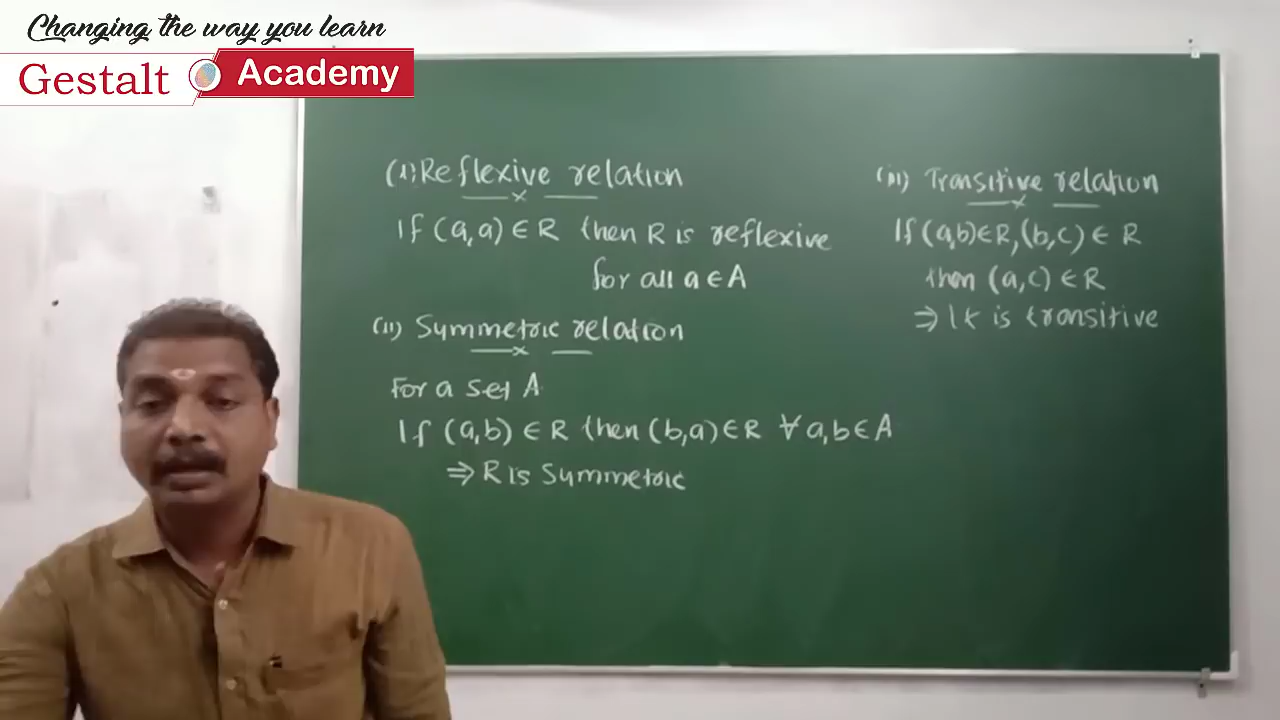 Changing the way you learn
Gestalt Academy
(i) Reflexive relation
If (a,a) ∈ R then R is reflexive
for all a ∈ A
(ii) Symmetric relation
For a set A
If (a,b) ∈ R then (b,a) ∈ R ∀ a,b ∈ A
⇒ R is Symmetric
(iii) Transitive relation
If (a,b) ∈ R, (b,c) ∈ R
then (a,c) ∈ R
⇒ It is transitive